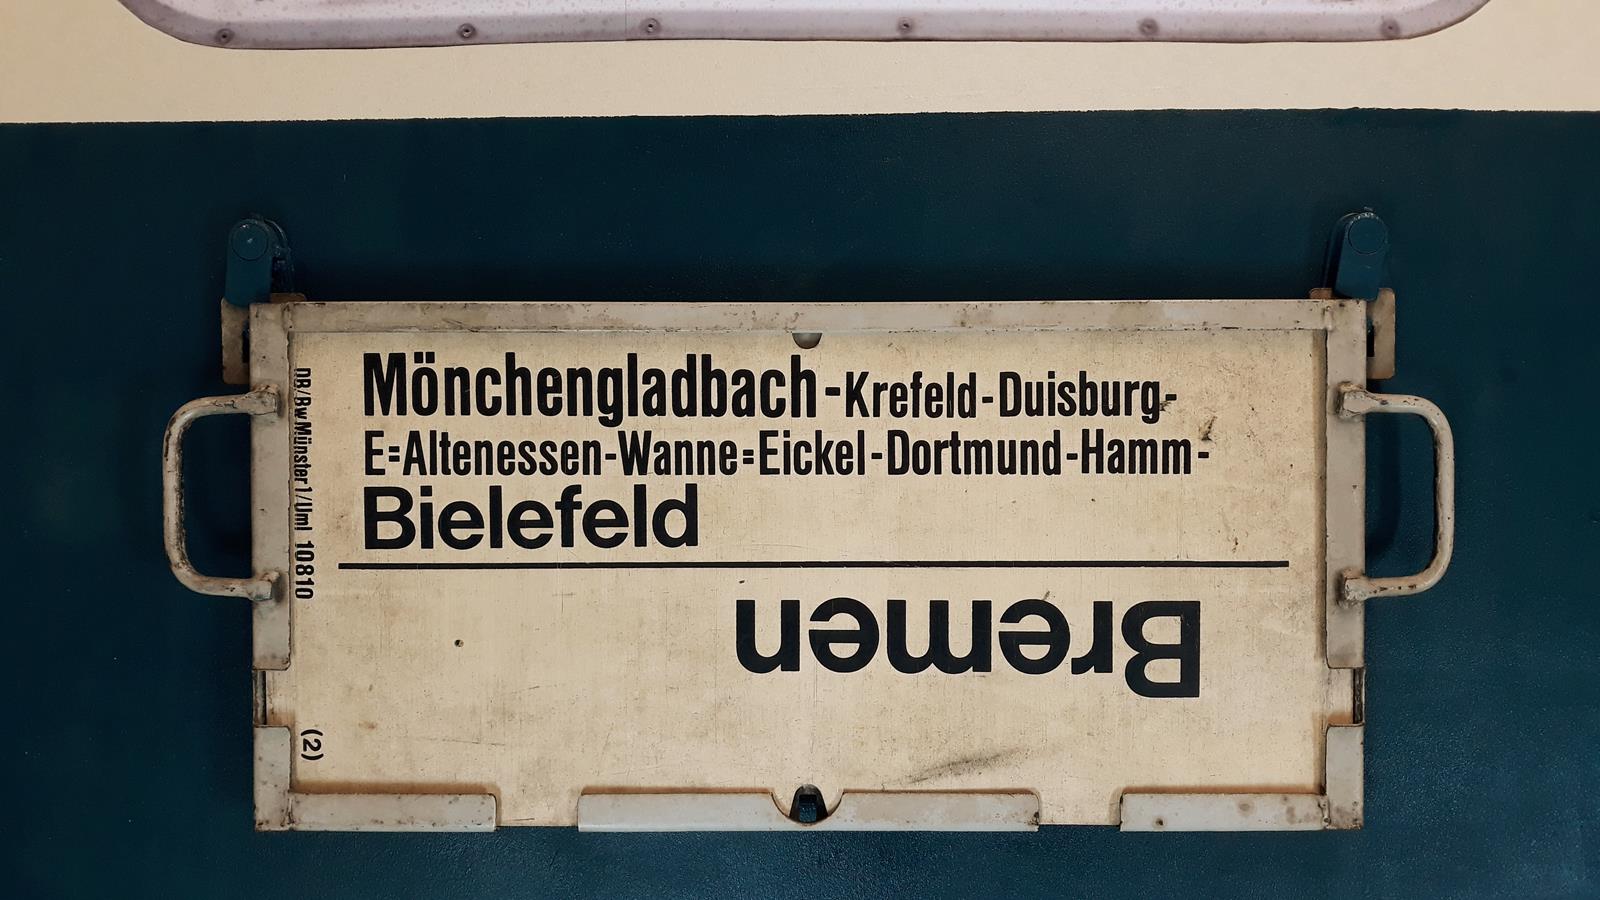 Mönchengladbach-Krefeld-Duisburg-
E=Altenessen-Wanne=Eickel-Dortmund-Hamm-
Bielefeld
Bremen
DB/Bw Münster 1/Uml 10810
(2)